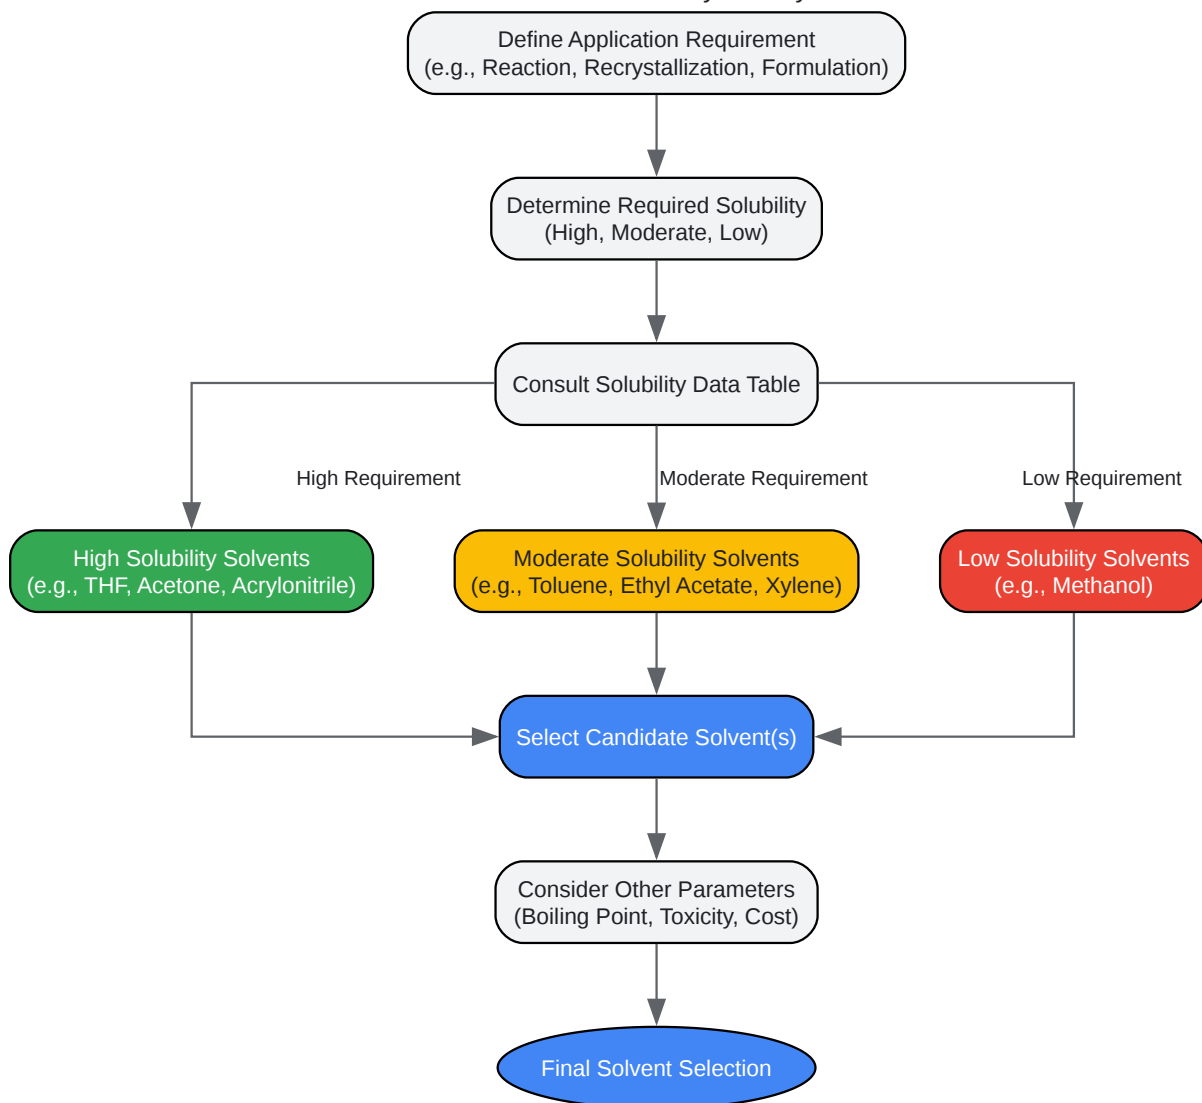 Define Application Requirement
(e.g., Reaction, Recrystallization, Formulation)
Determine Required Solubility
(High, Moderate, Low)
Consult Solubility Data Table
High Requirement
Moderate Requirement
Low Requirement
High Solubility Solvents
(e.g., THF, Acetone, Acrylonitrile)
Moderate Solubility Solvents
(e.g., Toluene, Ethyl Acetate, Xylene)
Low Solubility Solvents
(e.g., Methanol)
Select Candidate Solvent(s)
Consider Other Parameters
(Boiling Point, Toxicity, Cost)
Final Solvent Selection